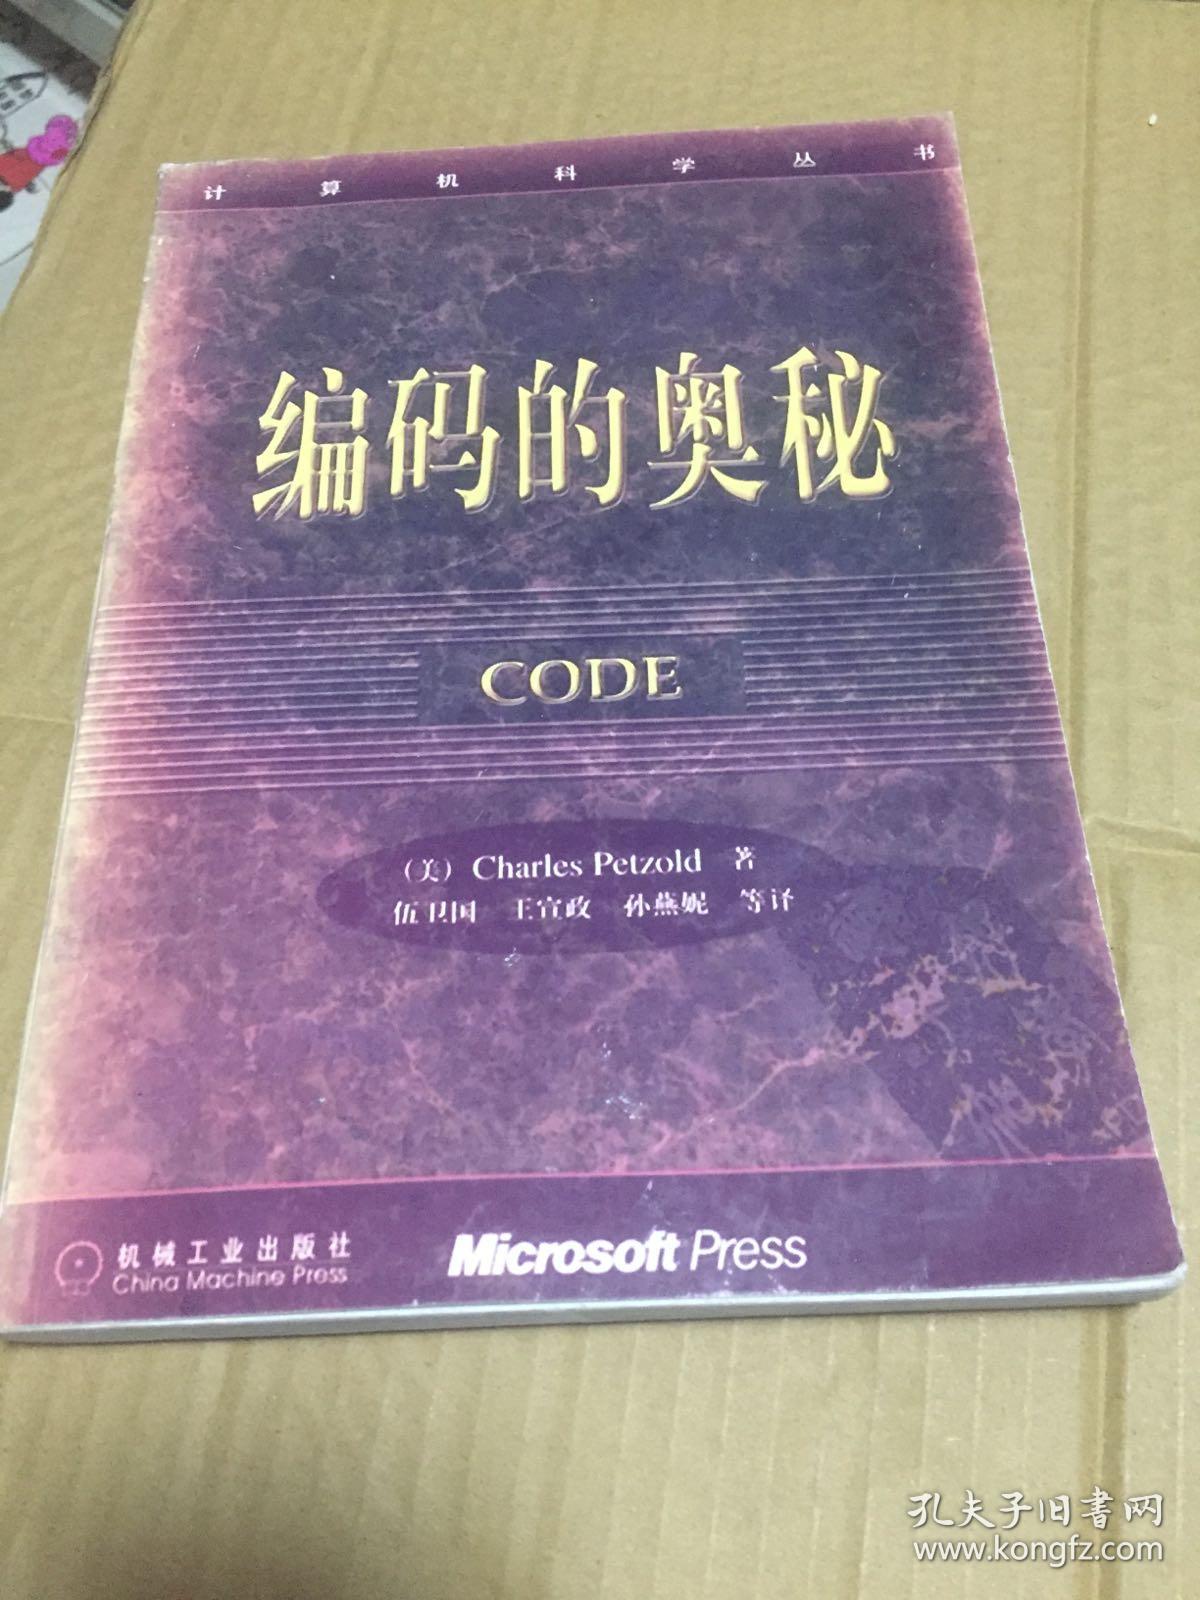 计算机科学丛书
编码的奥秘
CODE
（美）Charles Petzold 著
伍卫国 王宣政 孙燕妮 等译
机械工业出版社
China Machine Press
Microsoft Press
孔夫子旧书网
www.kongfz.com